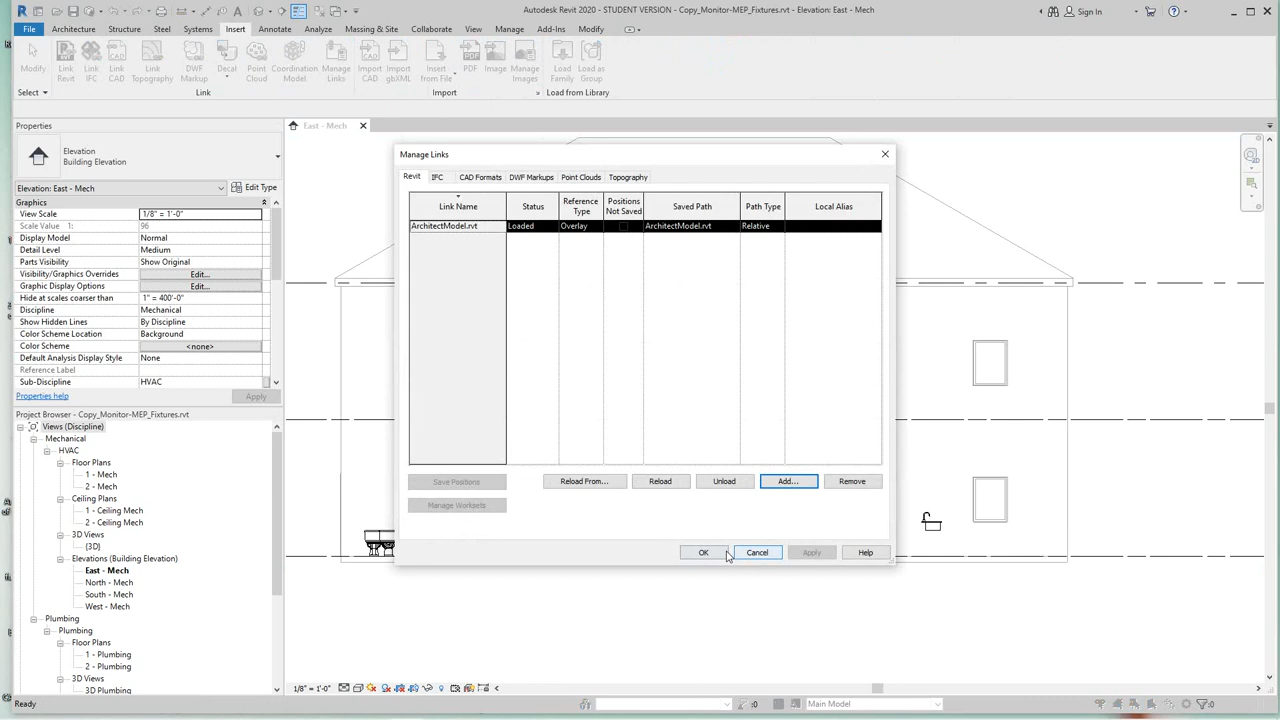 Autodesk Revit 2020 - STUDENT VERSION - Copy_Monitor-MEP_Fixtures.rvt - Elevation: East - Mech
Sign In
File Architecture Structure Steel Systems Insert Annotate Analyze Massing & Site Collaborate View Manage Add-Ins Modify
Modify
Link Revit
Link IFC
Link CAD
Link Topography
DWF Markup
Decal
Point Cloud
Coordination Model
Manage Links
Import CAD
Import gbXML
Insert from File
PDF
Image
Manage Images
Load Family
Load as Group
Select Link Import Load from Library
Properties
East - Mech
Elevation
Building Elevation
Elevation: East - Mech Edit Type
Graphics
View Scale 1/8" = 1'-0"
Scale Value 1: 96
Display Model Normal
Detail Level Medium
Parts Visibility Show Original
Visibility/Graphics Overrides Edit...
Graphic Display Options Edit...
Hide at scales coarser than 1" = 400'-0"
Discipline Mechanical
Show Hidden Lines By Discipline
Color Scheme Location Background
Color Scheme <none>
Default Analysis Display Style None
Reference Label
Sub-Discipline HVAC
Properties help Apply
Project Browser - Copy_Monitor-MEP_Fixtures.rvt
Views (Discipline)
Mechanical
HVAC
Floor Plans
1 - Mech
2 - Mech
Ceiling Plans
1 - Ceiling Mech
2 - Ceiling Mech
3D Views
{3D}
Elevations (Building Elevation)
East - Mech
North - Mech
South - Mech
West - Mech
Plumbing
Plumbing
Floor Plans
1 - Plumbing
2 - Plumbing
3D Views
3D Plumbing
Manage Links
Revit IFC CAD Formats DWF Markups Point Clouds Topography
Link Name Status Reference Type Positions Not Saved Saved Path Path Type Local Alias
ArchitectModel.rvt Loaded Overlay ArchitectModel.rvt Relative
Save Positions Reload From... Reload Unload Add... Remove
Manage Worksets
OK Cancel Apply Help
1/8" = 1'-0"
Ready :0 Main Model :0